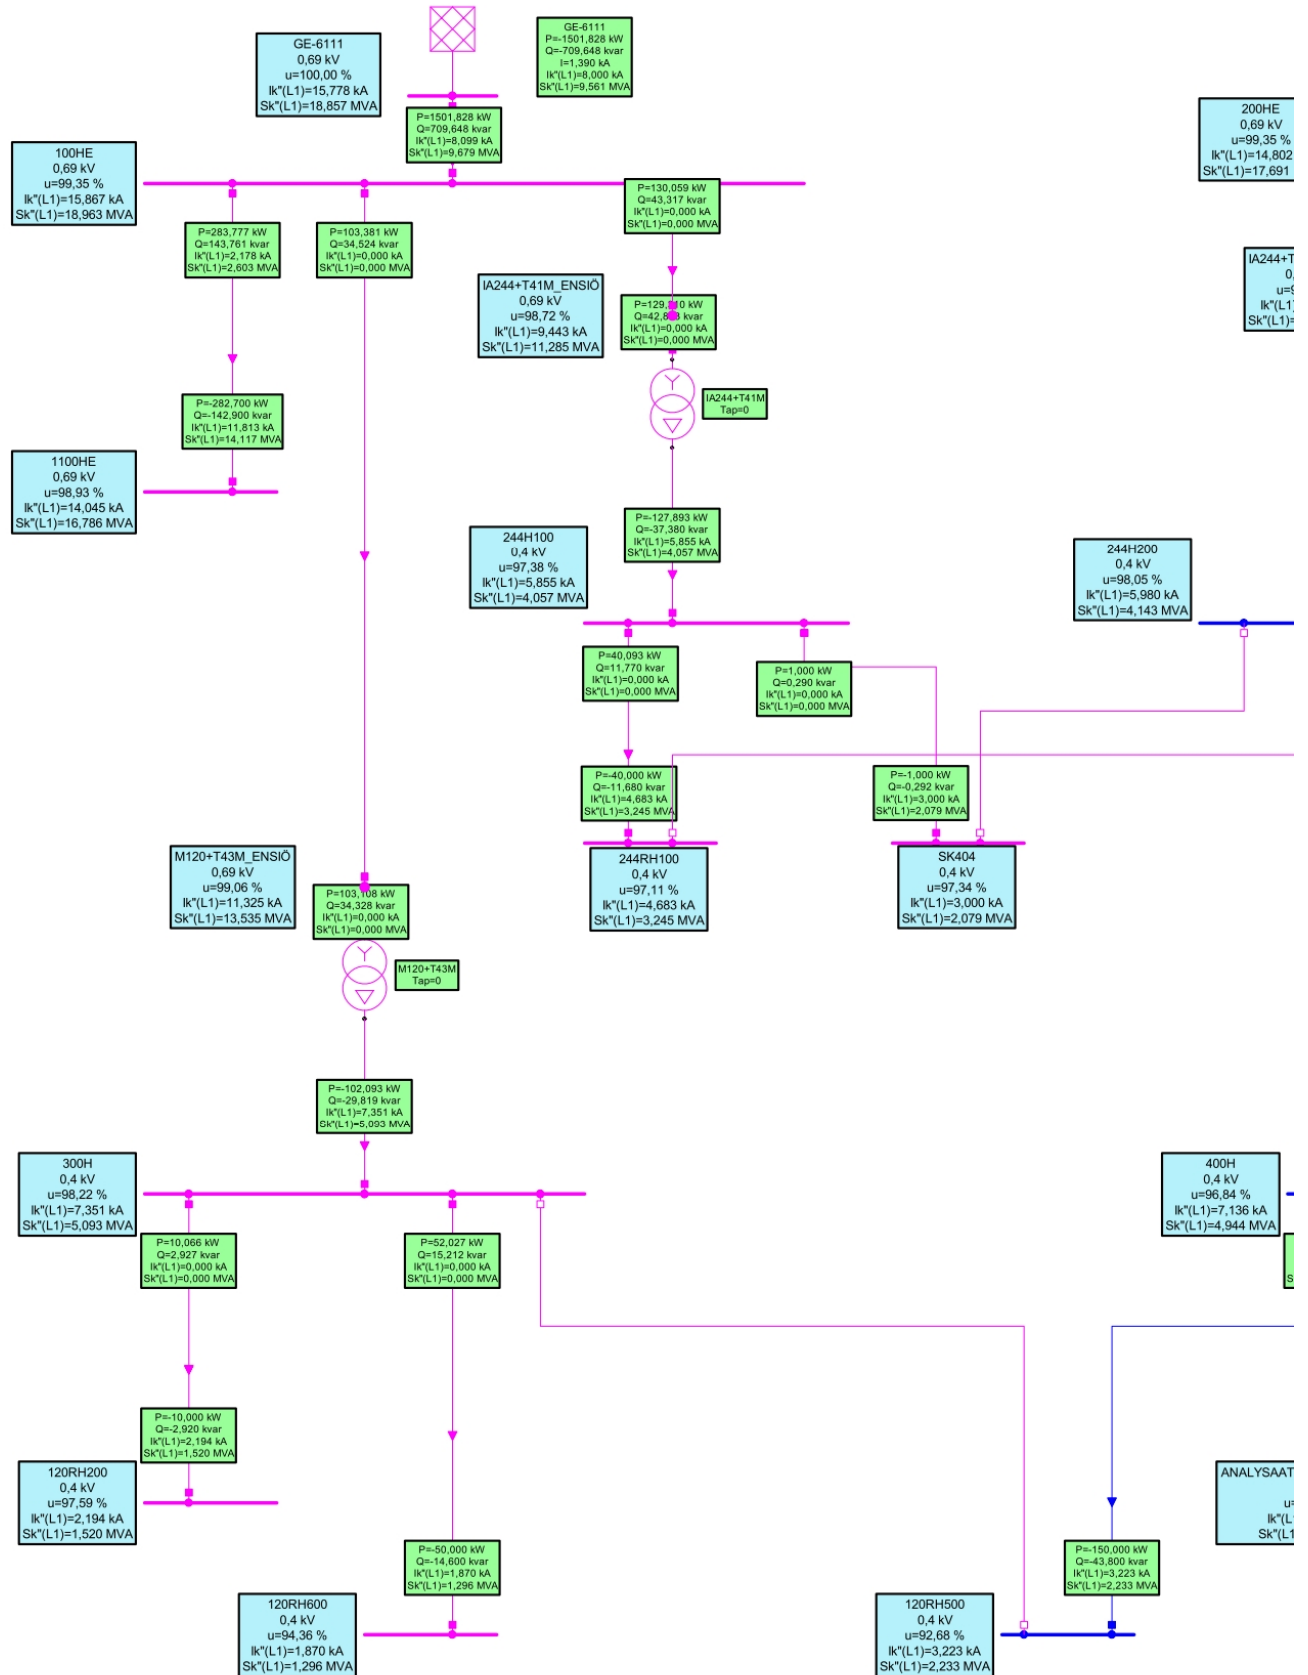 GE-6111
0,69 kV
u=100,00 %
Ik"(L1)=15,778 kA
Sk"(L1)=18,857 MVA
GE-6111
P=-1501,828 kW
Q=-709,648 kvar
I=1,390 kA
Ik"(L1)=8,000 kA
Sk"(L1)=9,561 MVA
P=1501,828 kW
Q=709,648 kvar
Ik"(L1)=8,099 kA
Sk"(L1)=9,679 MVA
200HE
0,69 kV
u=99,35 %
Ik"(L1)=14,802
Sk"(L1)=17,691
100HE
0,69 kV
u=99,35 %
Ik"(L1)=15,867 kA
Sk"(L1)=18,963 MVA
P=283,777 kW
Q=143,761 kvar
Ik"(L1)=2,178 kA
Sk"(L1)=2,603 MVA
P=103,381 kW
Q=34,524 kvar
Ik"(L1)=0,000 kA
Sk"(L1)=0,000 MVA
P=130,059 kW
Q=43,317 kvar
Ik"(L1)=0,000 kA
Sk"(L1)=0,000 MVA
IA244+T41M_ENSIÖ
0,69 kV
u=98,72 %
Ik"(L1)=9,443 kA
Sk"(L1)=11,285 MVA
kW
kvar
Ik"(L1)=0,000 kA
Sk"(L1)=0,000 MVA
IA244+T
0,
u=9
Ik"(L1)
Sk"(L1)=
IA244+T41M
Tap=0
P=-282,700 kW
Q=-142,900 kvar
Ik"(L1)=11,813 kA
Sk"(L1)=14,117 MVA
1100HE
0,69 kV
u=98,93 %
Ik"(L1)=14,045 kA
Sk"(L1)=16,786 MVA
P=-127,893 kW
Q=-37,380 kvar
Ik"(L1)=5,855 kA
Sk"(L1)=4,057 MVA
244H100
0,4 kV
u=97,38 %
Ik"(L1)=5,855 kA
Sk"(L1)=4,057 MVA
244H200
0,4 kV
u=98,05 %
Ik"(L1)=5,980 kA
Sk"(L1)=4,143 MVA
P=40,093 kW
Q=11,770 kvar
Ik"(L1)=0,000 kA
Sk"(L1)=0,000 MVA
P=1,000 kW
Q=0,290 kvar
Ik"(L1)=0,000 kA
Sk"(L1)=0,000 MVA
P=-40,000 kW
Q=-11,680 kvar
Ik"(L1)=4,683 kA
Sk"(L1)=3,245 MVA
P=-1,000 kW
Q=-0,292 kvar
Ik"(L1)=3,000 kA
Sk"(L1)=2,079 MVA
244RH100
0,4 kV
u=97,11 %
Ik"(L1)=4,683 kA
Sk"(L1)=3,245 MVA
SK404
0,4 kV
u=97,34 %
Ik"(L1)=3,000 kA
Sk"(L1)=2,079 MVA
M120+T43M_ENSIÖ
0,69 kV
u=99,06 %
Ik"(L1)=11,325 kA
Sk"(L1)=13,535 MVA
P=103,108 kW
Q=34,328 kvar
Ik"(L1)=0,000 kA
Sk"(L1)=0,000 MVA
M120+T43M
Tap=0
P=-102,093 kW
Q=-29,819 kvar
Ik"(L1)=7,351 kA
Sk"(L1)=5,093 MVA
300H
0,4 kV
u=98,22 %
Ik"(L1)=7,351 kA
Sk"(L1)=5,093 MVA
400H
0,4 kV
u=96,84 %
Ik"(L1)=7,136 kA
Sk"(L1)=4,944 MVA
P=10,066 kW
Q=2,927 kvar
Ik"(L1)=0,000 kA
Sk"(L1)=0,000 MVA
P=52,027 kW
Q=15,212 kvar
Ik"(L1)=0,000 kA
Sk"(L1)=0,000 MVA
S
P=-10,000 kW
Q=-2,920 kvar
Ik"(L1)=2,194 kA
Sk"(L1)=1,520 MVA
120RH200
0,4 kV
u=97,59 %
Ik"(L1)=2,194 kA
Sk"(L1)=1,520 MVA
ANALYSAAT
u=
Ik"(L1
Sk"(L1)
P=-50,000 kW
Q=-14,600 kvar
Ik"(L1)=1,870 kA
Sk"(L1)=1,296 MVA
P=-150,000 kW
Q=-43,800 kvar
Ik"(L1)=3,223 kA
Sk"(L1)=2,233 MVA
120RH600
0,4 kV
u=94,36 %
Ik"(L1)=1,870 kA
Sk"(L1)=1,296 MVA
120RH500
0,4 kV
u=92,68 %
Ik"(L1)=3,223 kA
Sk"(L1)=2,233 MVA